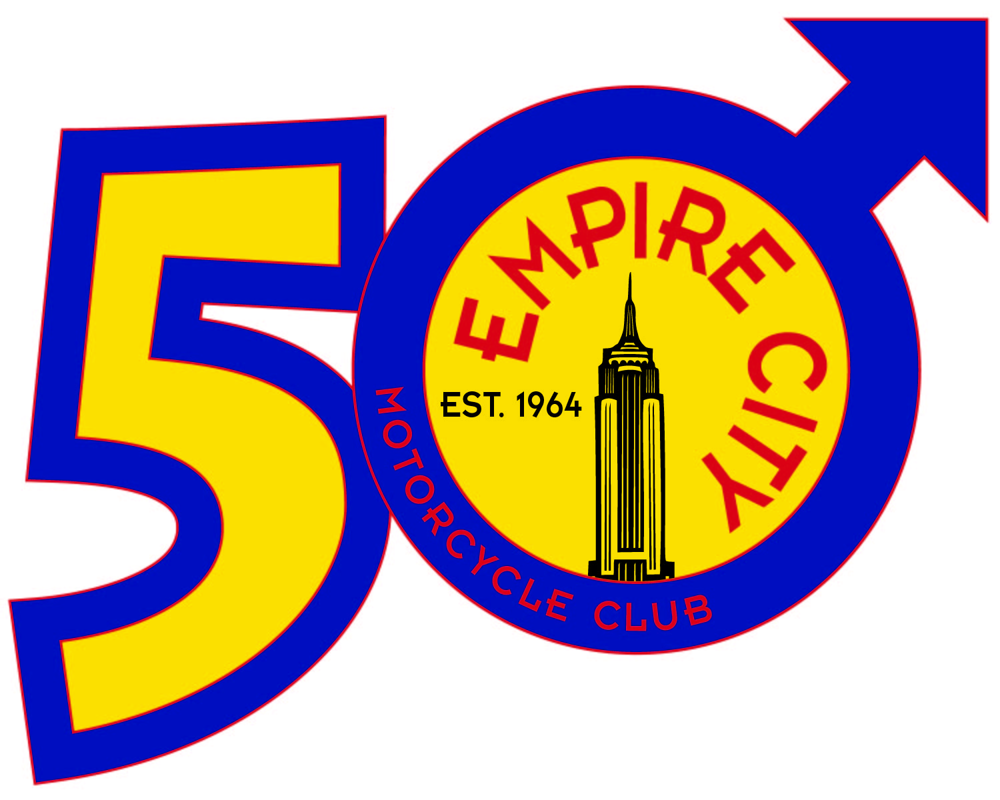 50
EMPIRE CITY
EST. 1964
MOTORCYCLE CLUB